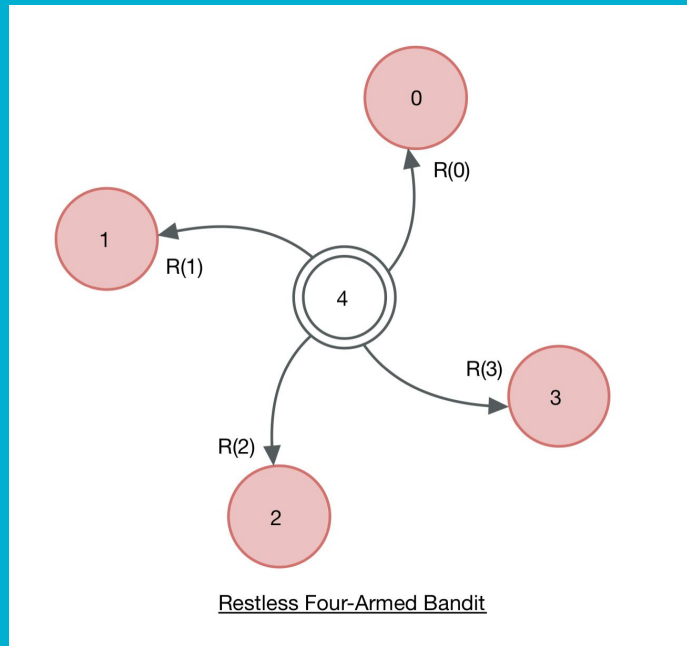 0
R(0)
1
R(1)
4
R(3)
3
R(2)
2
Restless Four-Armed Bandit